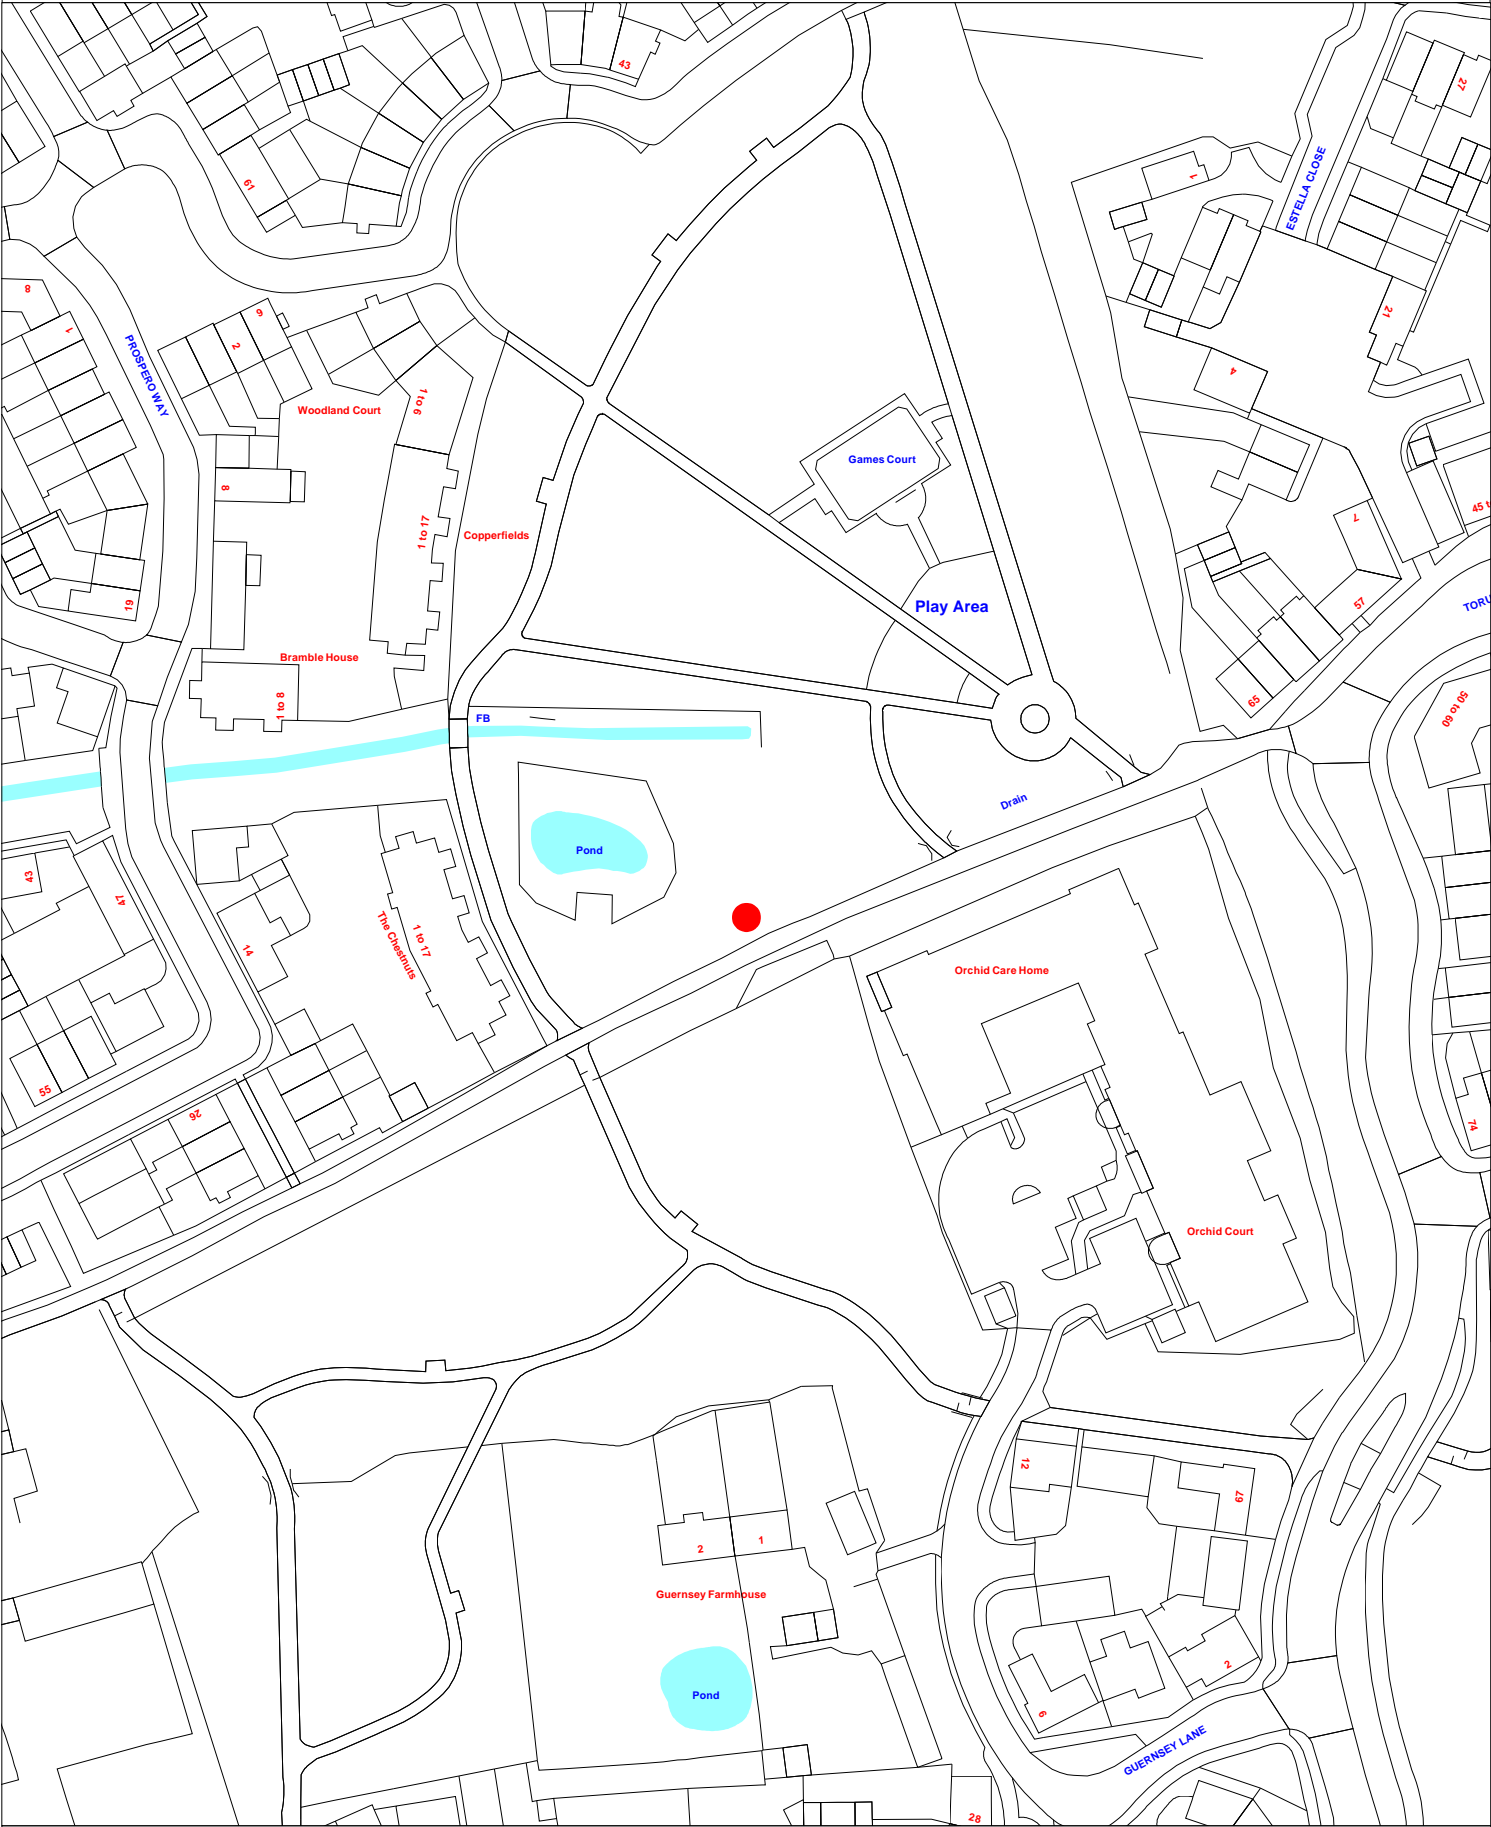 43
27
61
1
ESTELLA CLOSE
8
1
PROSPERO WAY
2
6
21
4
Woodland Court
1 to 6
Games Court
8
1 to 17
Copperfields
45 t
7
19
57
Play Area
TORU
Bramble House
1 to 8
65
50 to 60
FB
Drain
Pond
43
47
14
The Chestnuts
1 to 17
Orchid Care Home
55
26
74
Orchid Court
12
67
2
1
Guernsey Farmhouse
2
6
Pond
GUERNSEY LANE
28